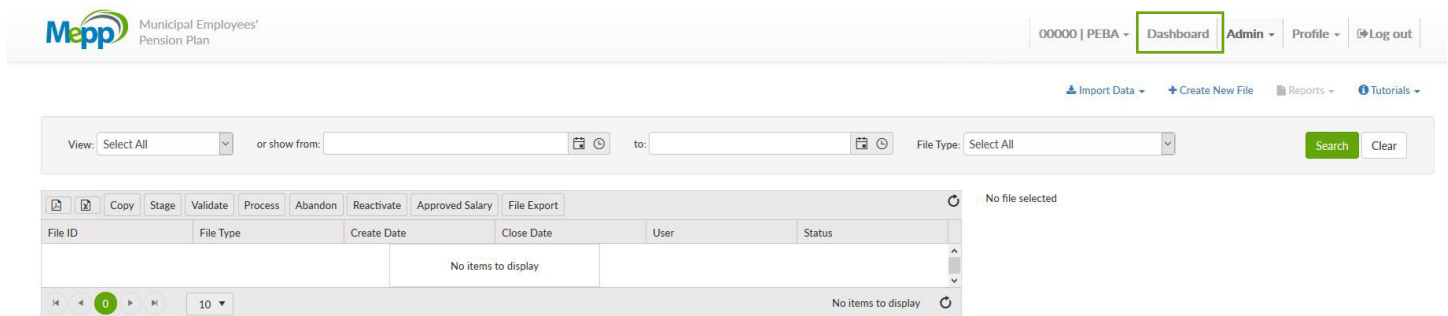 Mepp Municipal Employees'
Pension Plan
00000 | PEBA Dashboard Admin Profile Log out
Import Data + Create New File Reports Tutorials
View: Select All or show from: to: File Type: Select All Search Clear
Copy Stage Validate Process Abandon Reactivate Approved Salary File Export No file selected
File ID File Type Create Date Close Date User Status
No items to display
0 10 No items to display